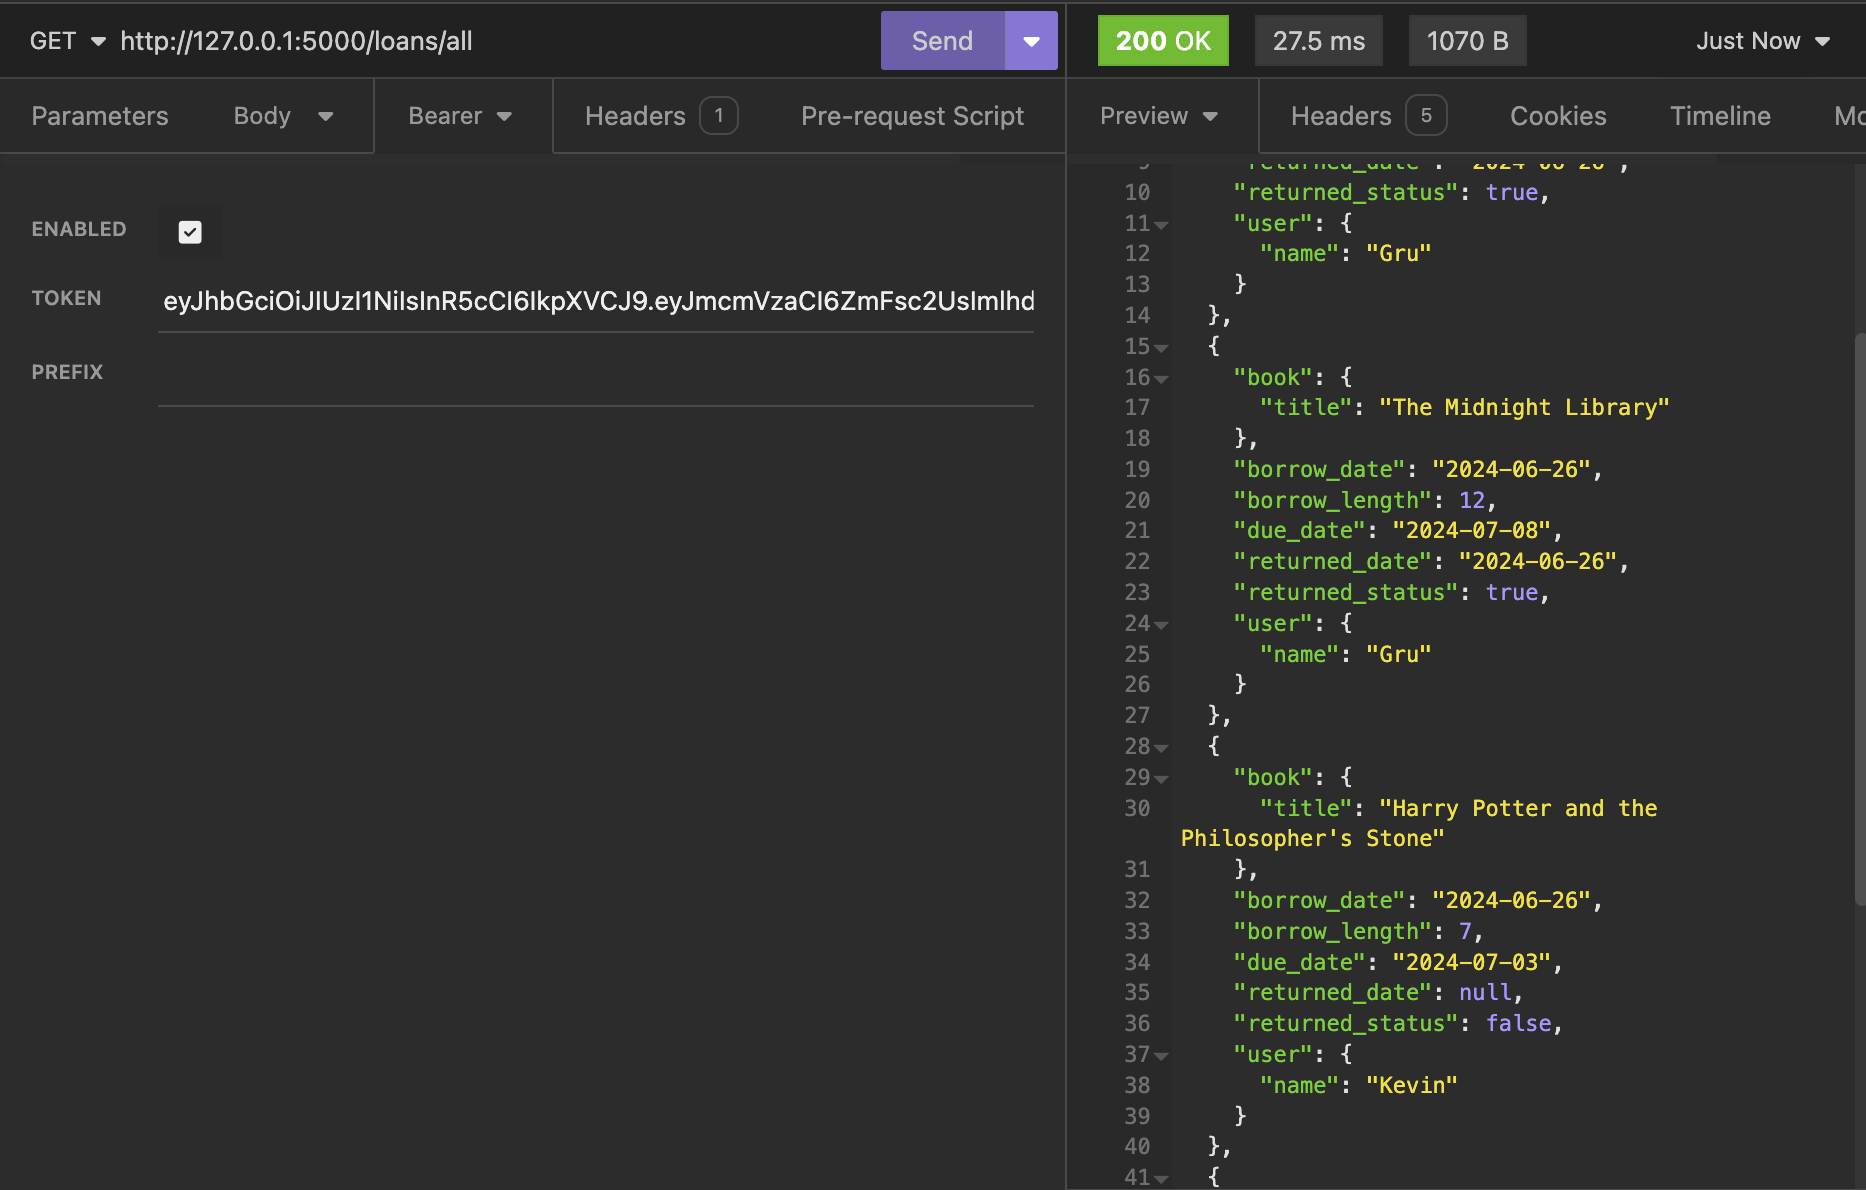 GET http://127.0.0.1:5000/loans/all
Send
200 OK
27.5 ms
1070 B
Just Now
Parameters
Body
Bearer
Headers 1
Pre-request Script
Preview
Headers 5
Cookies
Timeline
Mo
ENABLED
TOKEN
eyJhbGciOiJIUzI1NiIsInR5cCI6IkpXVCJ9.eyJmcmVzaCI6ZmFsc2UsImlhd
PREFIX
9 "returned_date": "2024-06-26",
10 "returned_status": true,
11 "user": {
12 "name": "Gru"
13 }
14 },
15 {
16 "book": {
17 "title": "The Midnight Library"
18 },
19 "borrow_date": "2024-06-26",
20 "borrow_length": 12,
21 "due_date": "2024-07-08",
22 "returned_date": "2024-06-26",
23 "returned_status": true,
24 "user": {
25 "name": "Gru"
26 }
27 },
28 {
29 "book": {
30 "title": "Harry Potter and the
Philosopher's Stone"
31 },
32 "borrow_date": "2024-06-26",
33 "borrow_length": 7,
34 "due_date": "2024-07-03",
35 "returned_date": null,
36 "returned_status": false,
37 "user": {
38 "name": "Kevin"
39 }
40 },
41 {